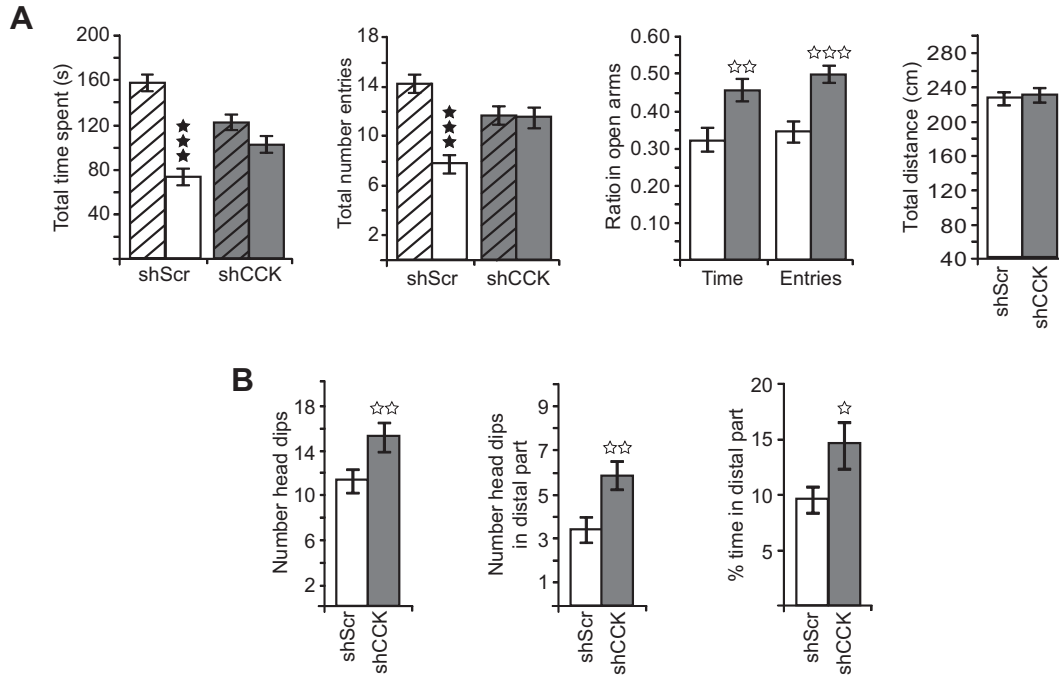 A
Total time spent (s)
200
160
120
80
40
shScr
shCCK
Total number entries
18
14
10
6
2
shScr
shCCK
Ratio in open arms
0.60
0.50
0.40
0.30
0.20
0.10
Time
Entries
Total distance (cm)
280
240
200
160
120
80
40
shScr
shCCK
B
Number head dips
18
14
10
6
2
shScr
shCCK
Number head dips
in distal part
9
7
5
3
1
shScr
shCCK
% time in distal part
20
15
10
5
shScr
shCCK